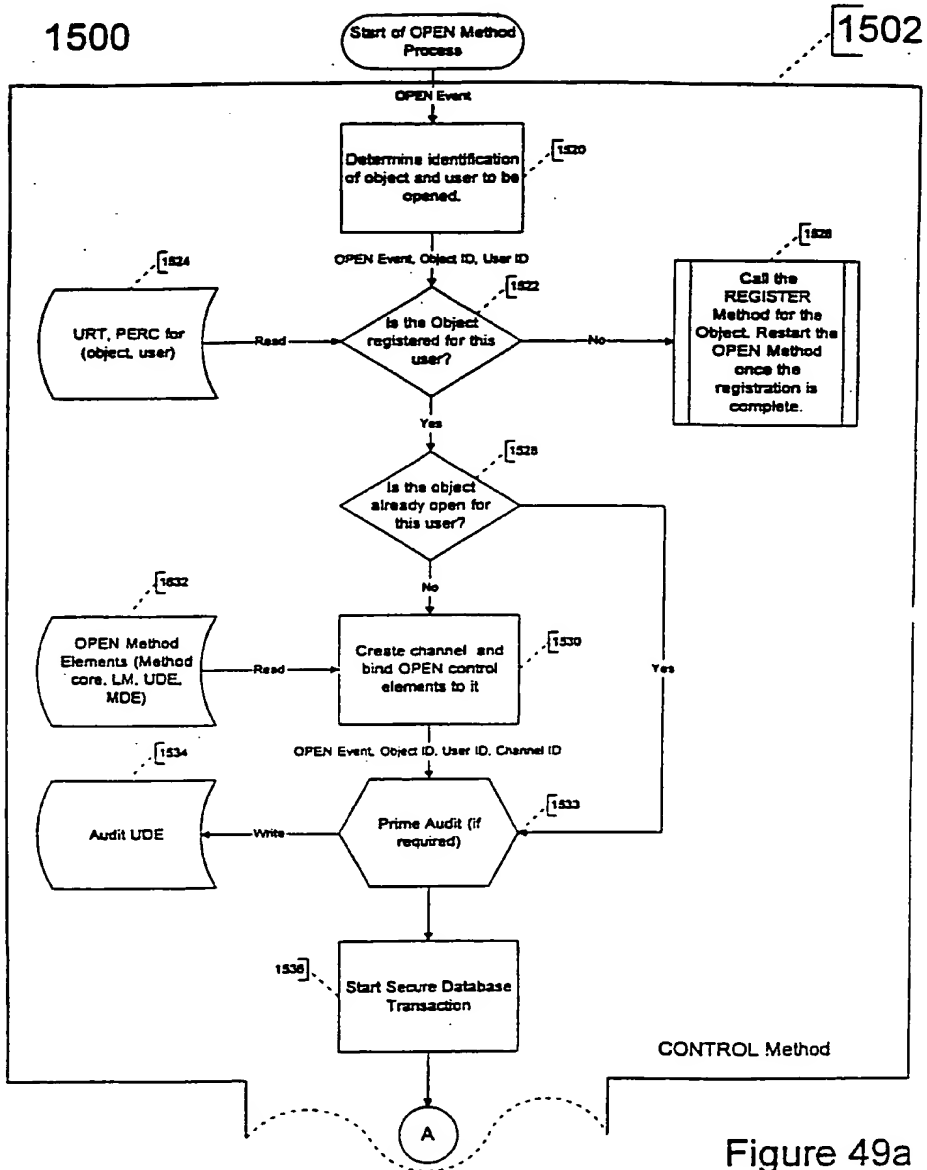 1500
Start of OPEN Method
Process
1502
OPEN Event
Determine identification
of object and user to be
opened.
1520
OPEN Event, Object ID, User ID
1524
URT, PERC for
(object, user)
Read
1522
Is the Object
registered for this
user?
No
1526
Call the
REGISTER
Method for the
Object. Restart the
OPEN Method
once the
registration is
complete.
Yes
1528
Is the object
already open for
this user?
No
Yes
1532
OPEN Method
Elements (Method
core, LM, UDE,
MDE)
Read
Create channel and
bind OPEN control
elements to it
1530
OPEN Event, Object ID, User ID, Channel ID
1534
Audit UDE
Write
Prime Audit (if
required)
1533
1536
Start Secure Database
Transaction
CONTROL Method
A
Figure 49a